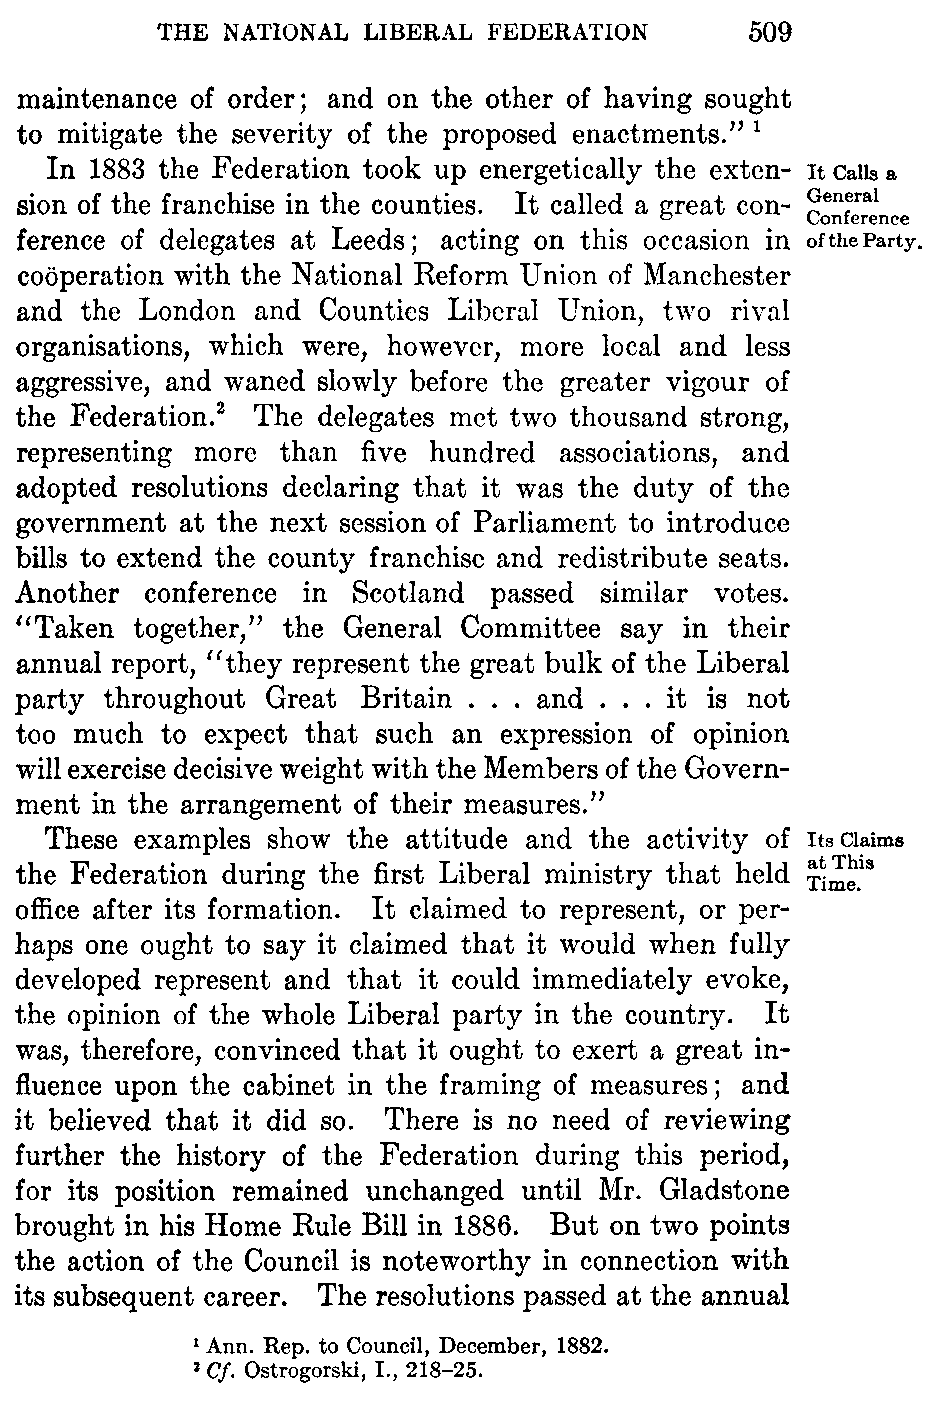 THE NATIONAL LIBERAL FEDERATION 509
maintenance of order; and on the other of having sought
to mitigate the severity of the proposed enactments.” ¹
In 1883 the Federation took up energetically the exten-
sion of the franchise in the counties. It called a great con-
ference of delegates at Leeds; acting on this occasion in
coöperation with the National Reform Union of Manchester
and the London and Counties Liberal Union, two rival
organisations, which were, however, more local and less
aggressive, and waned slowly before the greater vigour of
the Federation.² The delegates met two thousand strong,
representing more than five hundred associations, and
adopted resolutions declaring that it was the duty of the
government at the next session of Parliament to introduce
bills to extend the county franchise and redistribute seats.
Another conference in Scotland passed similar votes.
“Taken together,” the General Committee say in their
annual report, “they represent the great bulk of the Liberal
party throughout Great Britain . . . and . . . it is not
too much to expect that such an expression of opinion
will exercise decisive weight with the Members of the Govern-
ment in the arrangement of their measures.”
These examples show the attitude and the activity of
the Federation during the first Liberal ministry that held
office after its formation. It claimed to represent, or per-
haps one ought to say it claimed that it would when fully
developed represent and that it could immediately evoke,
the opinion of the whole Liberal party in the country. It
was, therefore, convinced that it ought to exert a great in-
fluence upon the cabinet in the framing of measures; and
it believed that it did so. There is no need of reviewing
further the history of the Federation during this period,
for its position remained unchanged until Mr. Gladstone
brought in his Home Rule Bill in 1886. But on two points
the action of the Council is noteworthy in connection with
its subsequent career. The resolutions passed at the annual
It Calls a
General
Conference
of the Party.
Its Claims
at This
Time.
¹ Ann. Rep. to Council, December, 1882.
² Cf. Ostrogorski, I., 218–25.